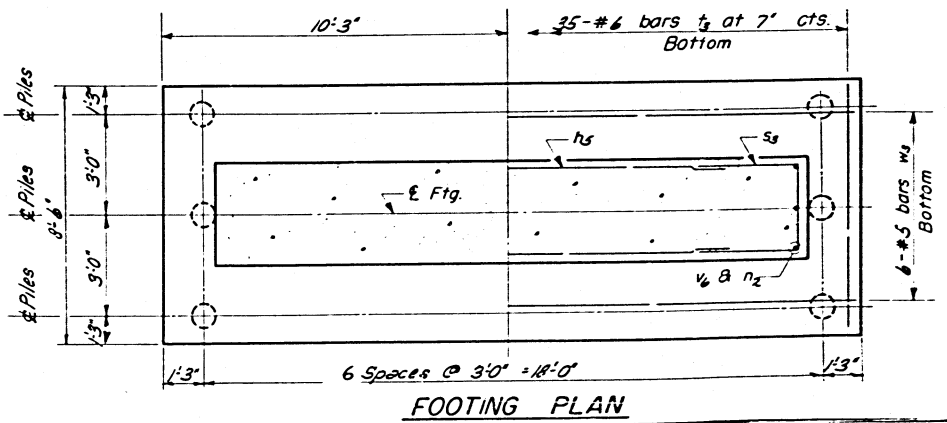 10'-3"
35-#6 bars t3 at 7" cts.
Bottom
℄ Piles
℄ Piles
℄ Piles
1'-3"
3'-0"
3'-0"
1'-3"
8'-6"
h5
s3
℄ Ftg.
v6 & n2
6-#5 bars w3
Bottom
1'-3"
6 Spaces @ 3'-0" = 18'-0"
1'-3"
FOOTING PLAN